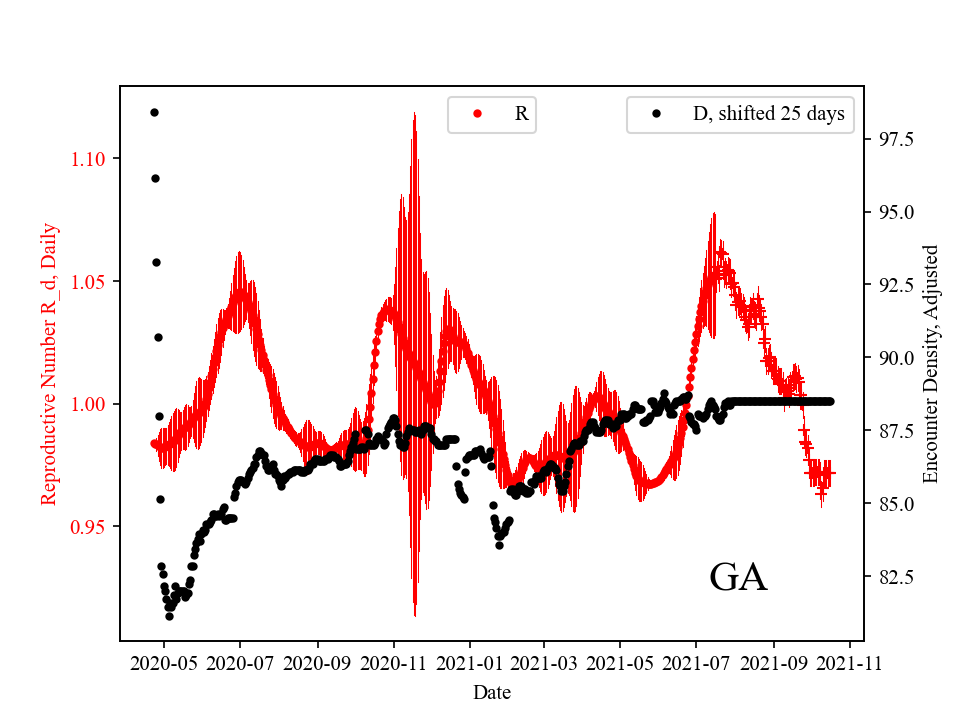 R
D, shifted 25 days
1.10
1.05
1.00
0.95
Reproductive Number R_d, Daily
97.5
95.0
92.5
90.0
87.5
85.0
82.5
Encounter Density, Adjusted
GA
2020-05 2020-07 2020-09 2020-11 2021-01 2021-03 2021-05 2021-07 2021-09 2021-11
Date